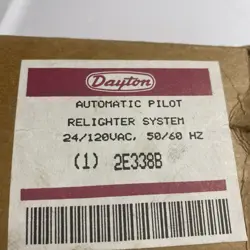 Dayton
AUTOMATIC PILOT
RELIGHTER SYSTEM
24/120VAC, 50/60 HZ
(1) 2E338B